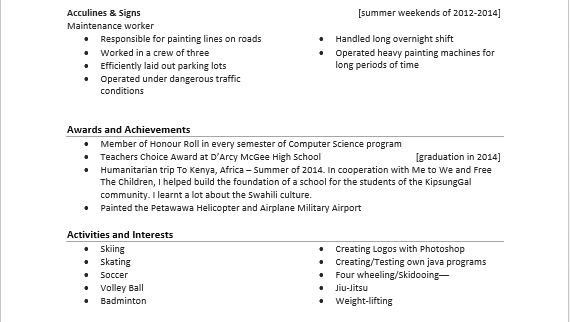 Acculines & Signs [summer weekends of 2012-2014]
Maintenance worker
• Responsible for painting lines on roads
• Worked in a crew of three
• Efficiently laid out parking lots
• Operated under dangerous traffic
conditions
• Handled long overnight shift
• Operated heavy painting machines for
long periods of time
Awards and Achievements
• Member of Honour Roll in every semester of Computer Science program
• Teachers Choice Award at D'Arcy McGee High School [graduation in 2014]
• Humanitarian trip To Kenya, Africa – Summer of 2014. In cooperation with Me to We and Free
The Children, I helped build the foundation of a school for the students of the KipsungGal
community. I learnt a lot about the Swahili culture.
• Painted the Petawawa Helicopter and Airplane Military Airport
Activities and Interests
• Skiing
• Skating
• Soccer
• Volley Ball
• Badminton
• Creating Logos with Photoshop
• Creating/Testing own java programs
• Four wheeling/Skidooing—
• Jiu-Jitsu
• Weight-lifting